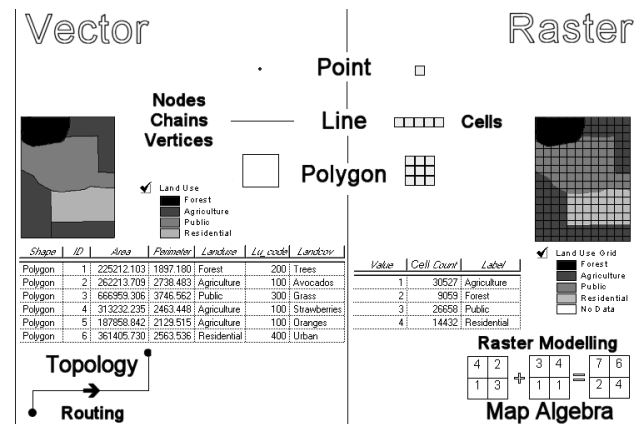 Vector
Raster
Point
Nodes
Chains
Vertices
Line
Cells
Polygon
Land Use
Forest
Agriculture
Public
Residential
Shape ID Area Perimeter Landuse Lu_code Landcov
Polygon 1 225212.103 1897.180 Forest 200 Trees
Polygon 2 262213.709 2738.483 Agriculture 100 Avocados
Polygon 3 666959.306 3746.562 Public 300 Grass
Polygon 4 313232.235 2463.448 Agriculture 100 Strawberries
Polygon 5 187858.842 2129.515 Agriculture 100 Oranges
Polygon 6 361405.730 2563.536 Residential 400 Urban
Land Use Grid
Forest
Agriculture
Public
Residential
No Data
Value Cell Count Label
1 30527 Agriculture
2 9059 Forest
3 26658 Public
4 14432 Residential
Topology
Routing
Raster Modelling
4 2 3 4 7 6
+ =
1 3 1 1 2 4
Map Algebra